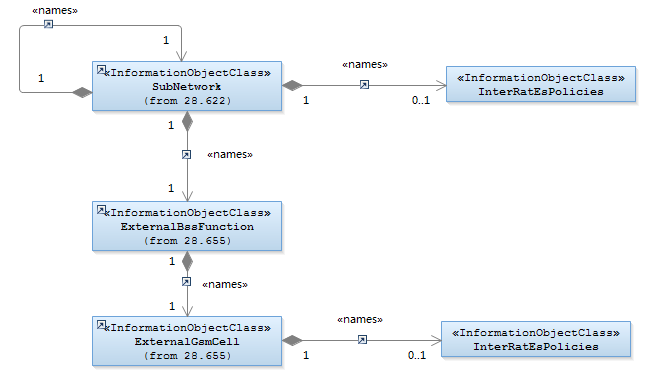 «names»
1
1
«InformationObjectClass»
SubNetwork
(from 28.622)
«names»
1
0..1
«InformationObjectClass»
InterRatEsPolicies
1
«names»
1
«InformationObjectClass»
ExternalBssFunction
(from 28.655)
1
«names»
1
«InformationObjectClass»
ExternalGsmCell
(from 28.655)
«names»
1
0..1
«InformationObjectClass»
InterRatEsPolicies